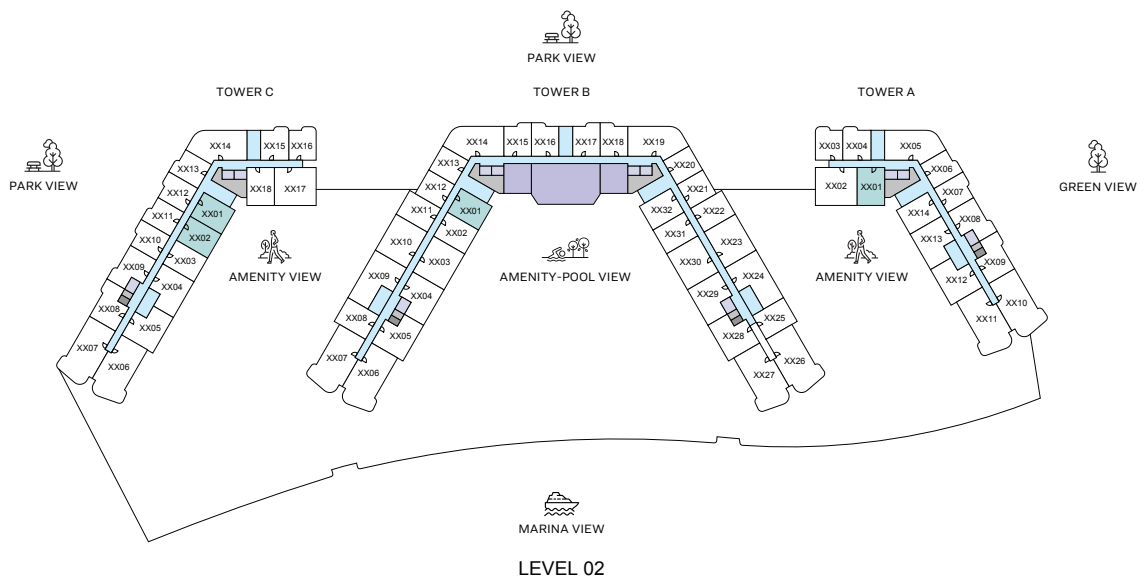 PARK VIEW
TOWER C
TOWER B
TOWER A
PARK VIEW
GREEN VIEW
XX14
XX15
XX16
XX13
XX12
XX11
XX10
XX09
XX08
XX07
XX18
XX17
XX01
XX02
XX03
XX04
XX05
XX06
AMENITY VIEW
XX14
XX15
XX16
XX17
XX18
XX19
XX13
XX12
XX11
XX10
XX09
XX08
XX07
XX01
XX02
XX03
XX04
XX05
XX06
AMENITY-POOL VIEW
XX20
XX21
XX22
XX23
XX24
XX25
XX26
XX32
XX31
XX30
XX29
XX28
XX27
AMENITY VIEW
XX03
XX04
XX05
XX02
XX01
XX06
XX07
XX08
XX09
XX10
XX14
XX13
XX12
XX11
MARINA VIEW
LEVEL 02